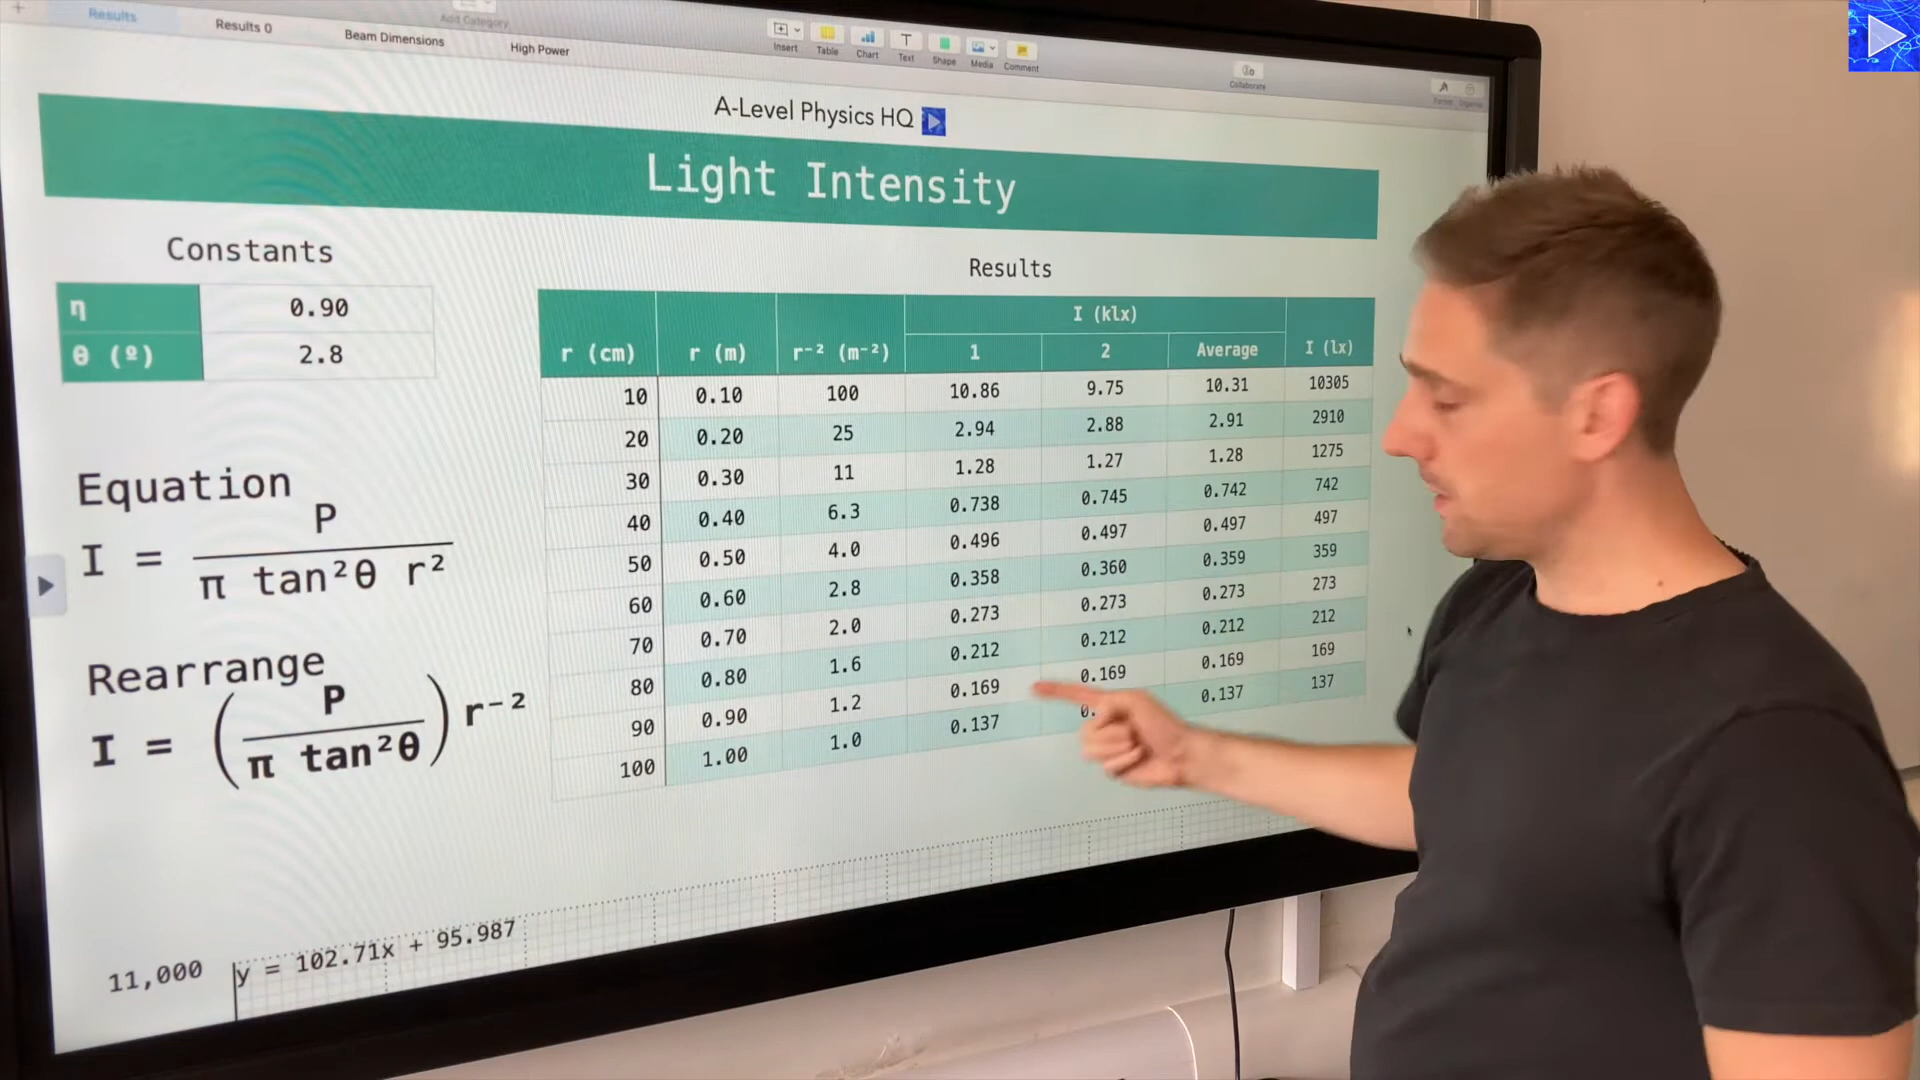 Results
Results 0
Beam Dimensions
High Power
Add Category
Insert
Table
Chart
Text
Shape
Media
Comment
Collaborate
A-Level Physics HQ
Light Intensity
Constants
η 0.90
θ (º) 2.8
Equation
I = P / π tan²θ r²
Rearrange
I = (P / π tan²θ) r⁻²
Results
r (cm) r (m) r⁻² (m⁻²) I (klx) I (lx)
1 2 Average
10 0.10 100 10.86 9.75 10.31 10305
20 0.20 25 2.94 2.88 2.91 2910
30 0.30 11 1.28 1.27 1.28 1275
40 0.40 6.3 0.738 0.745 0.742 742
50 0.50 4.0 0.496 0.497 0.497 497
60 0.60 2.8 0.358 0.360 0.359 359
70 0.70 2.0 0.273 0.273 0.273 273
80 0.80 1.6 0.212 0.212 0.212 212
90 0.90 1.2 0.169 0.169 0.169 169
100 1.00 1.0 0.137 0. 0.137 137
11,000
y = 102.71x + 95.987